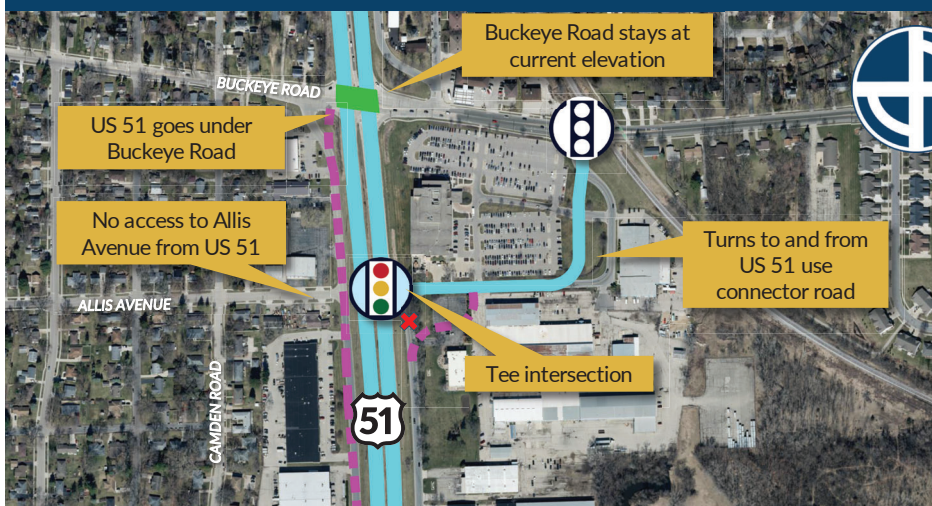 Buckeye Road stays at
current elevation
BUCKEYE ROAD
US 51 goes under
Buckeye Road
No access to Allis
Avenue from US 51
Turns to and from
US 51 use
connector road
ALLIS AVENUE
Tee intersection
CAMDEN ROAD
51